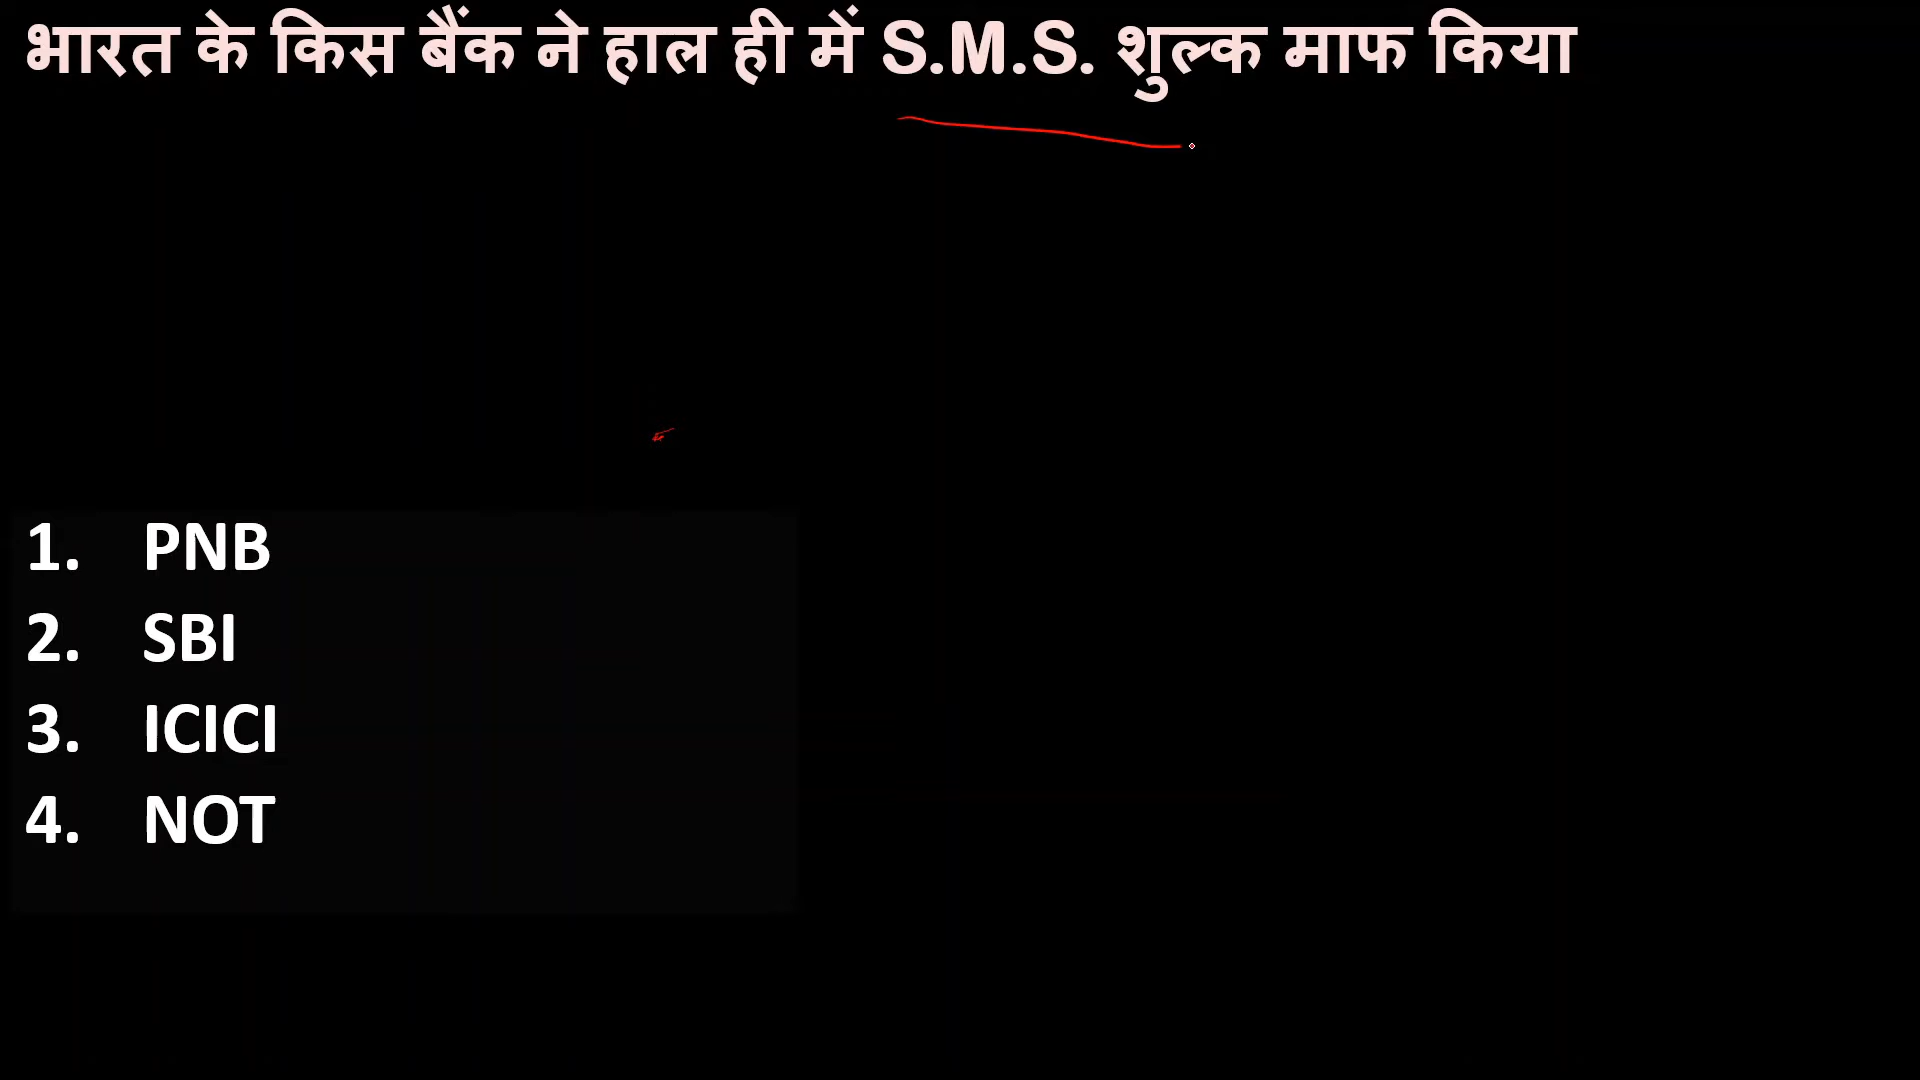 भारत के किस बैंक ने हाल ही में S.M.S. शुल्क माफ किया
1. PNB
2. SBI
3. ICICI
4. NOT